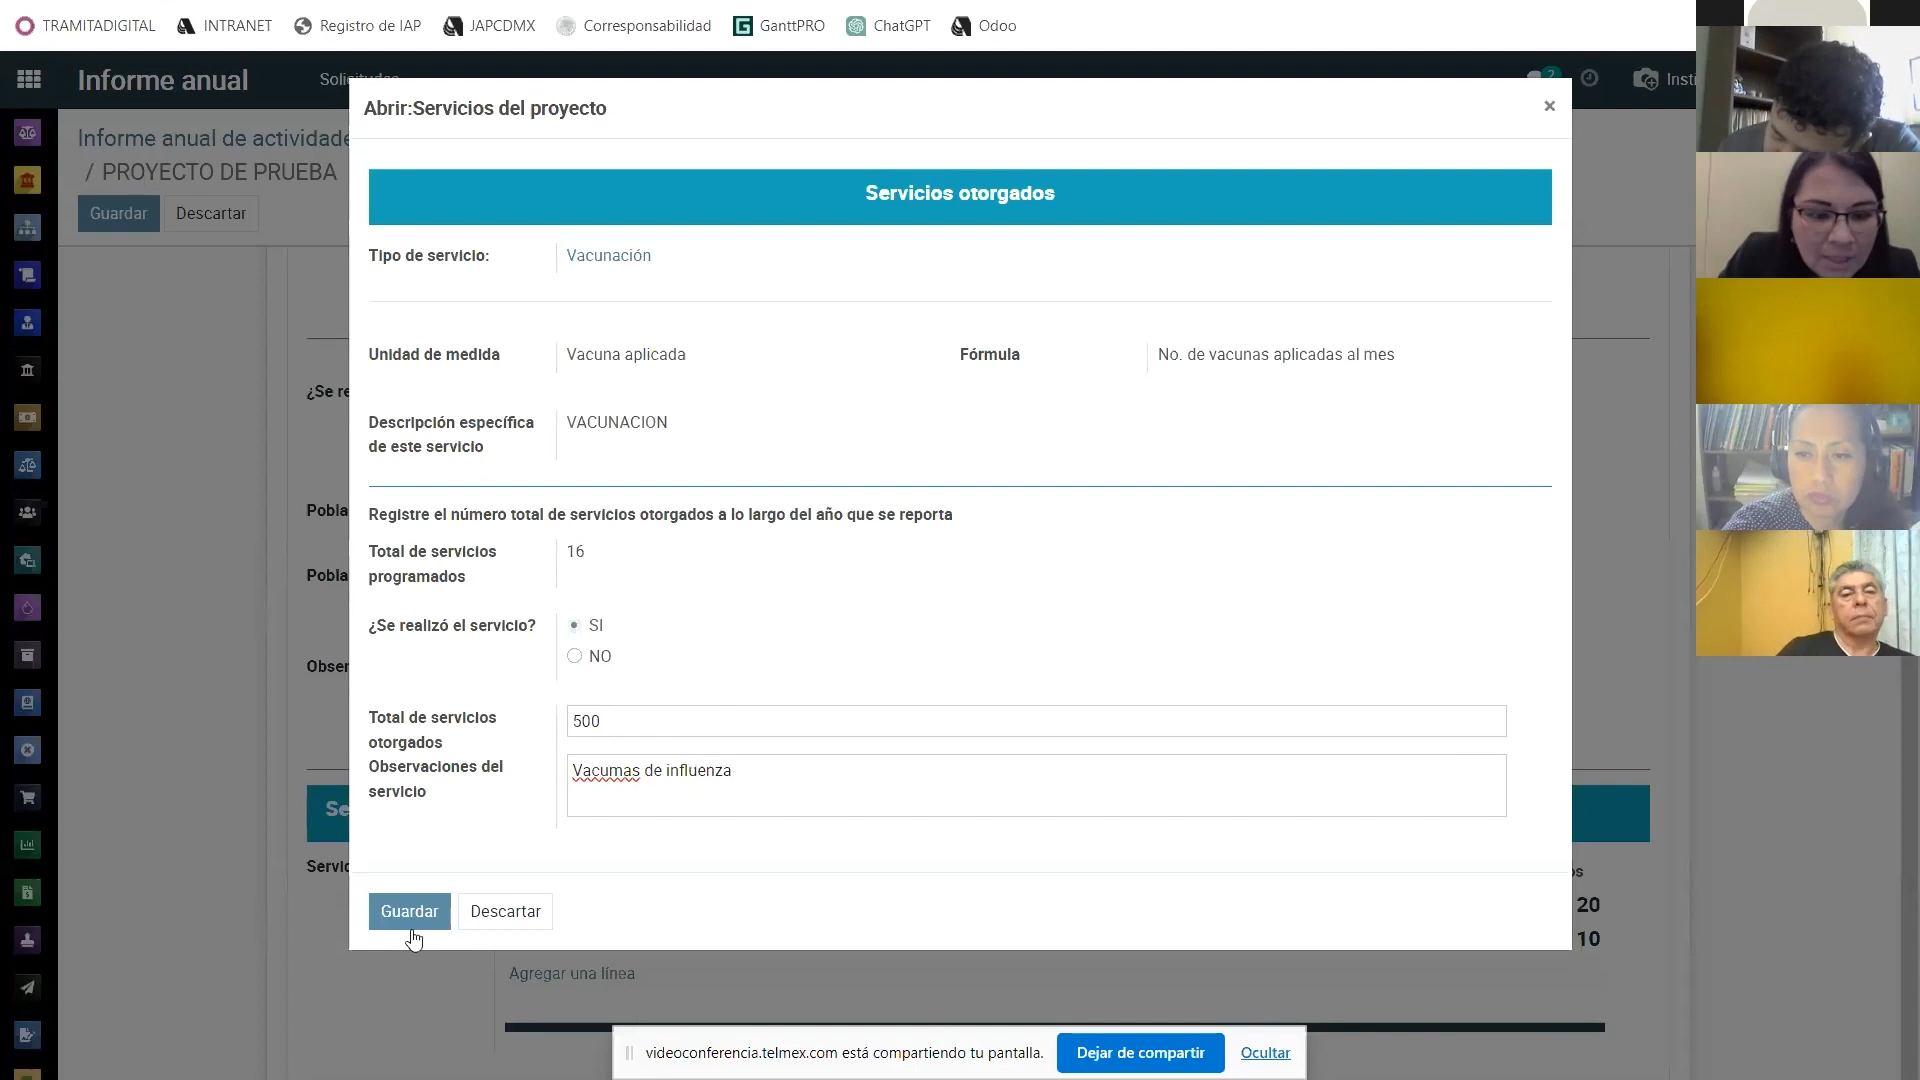 TRAMITADIGITAL INTRANET Registro de IAP JAPCDMX Corresponsabilidad GanttPRO ChatGPT Odoo
Informe anual
2
Abrir:Servicios del proyecto ×
Informe anual de actividade
/ PROYECTO DE PRUEBA
Guardar Descartar
Servicios otorgados
Tipo de servicio: Vacunación
Unidad de medida Vacuna aplicada Fórmula No. de vacunas aplicadas al mes
Descripción específica de este servicio VACUNACION
Registre el número total de servicios otorgados a lo largo del año que se reporta
Total de servicios programados 16
¿Se realizó el servicio? SI
NO
Total de servicios otorgados 500
Observaciones del servicio Vacumas de influenza
Guardar Descartar
20
10
Agregar una línea
videoconferencia.telmex.com está compartiendo tu pantalla. Dejar de compartir Ocultar